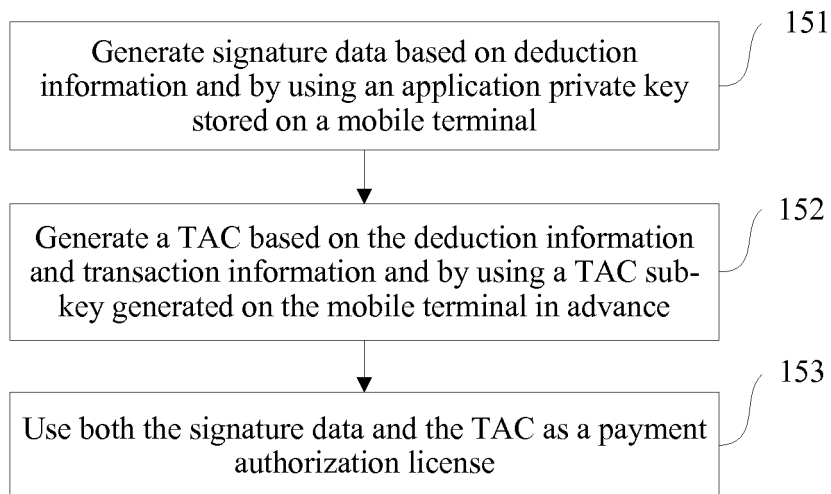 151
Generate signature data based on deduction
information and by using an application private key
stored on a mobile terminal
152
Generate a TAC based on the deduction information
and transaction information and by using a TAC sub-
key generated on the mobile terminal in advance
153
Use both the signature data and the TAC as a payment
authorization license